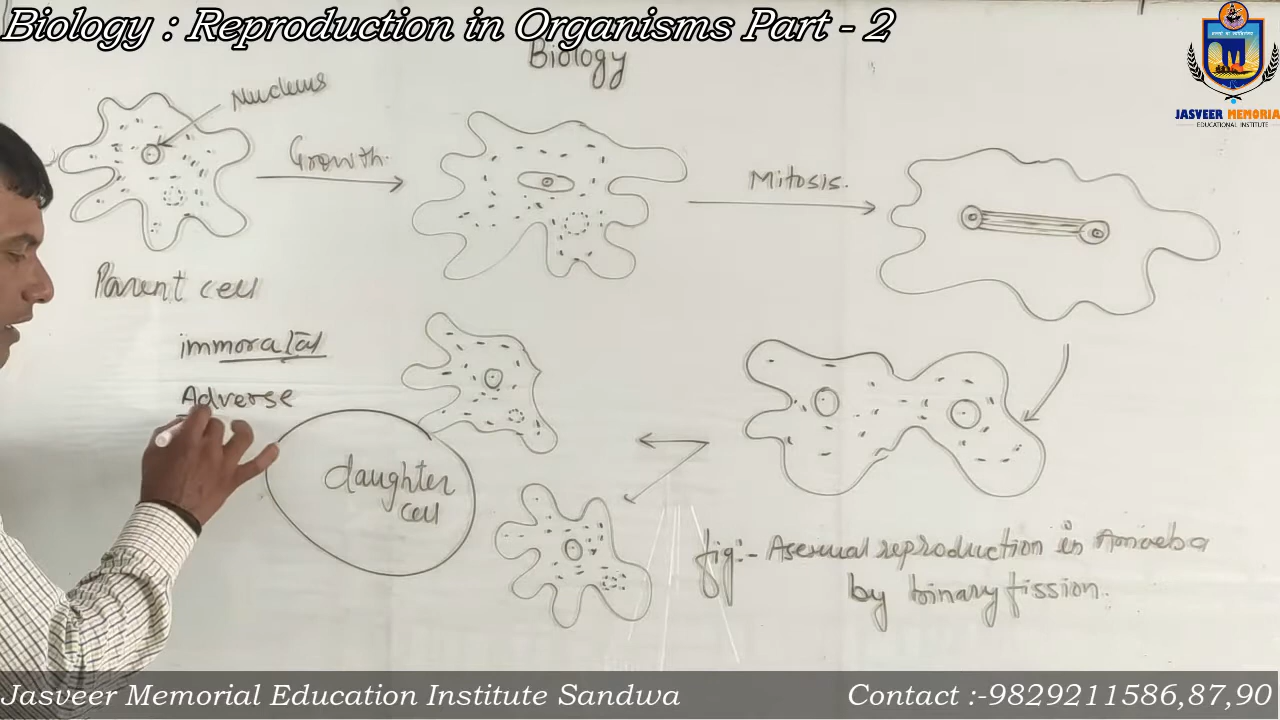 Biology : Reproduction in Organisms Part - 2
Biology
JASVEER MEMORIA
EDUCATIONAL INSTITUTE
Nucleus
Growth.
Mitosis.
Parent cell
immoratal
Adverse
daughter
cell
fig:- Asexual reproduction in Amoeba
by binary fission.
Jasveer Memorial Education Institute Sandwa
Contact :-9829211586,87,90